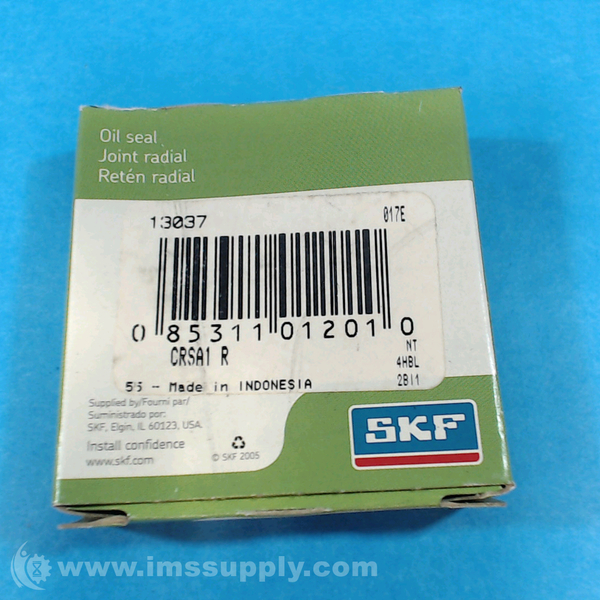 Oil seal
Joint radial
Retén radial
13037
017E
0 85311 01201 0
CRSA1 R
NT
4HBL
2BI1
55 - Made in INDONESIA
Supplied by/Fourni par/
Suministrado por:
SKF, Elgin, IL 60123, USA.
Install confidence
www.skf.com
© SKF 2005
SKF
www.imssupply.com